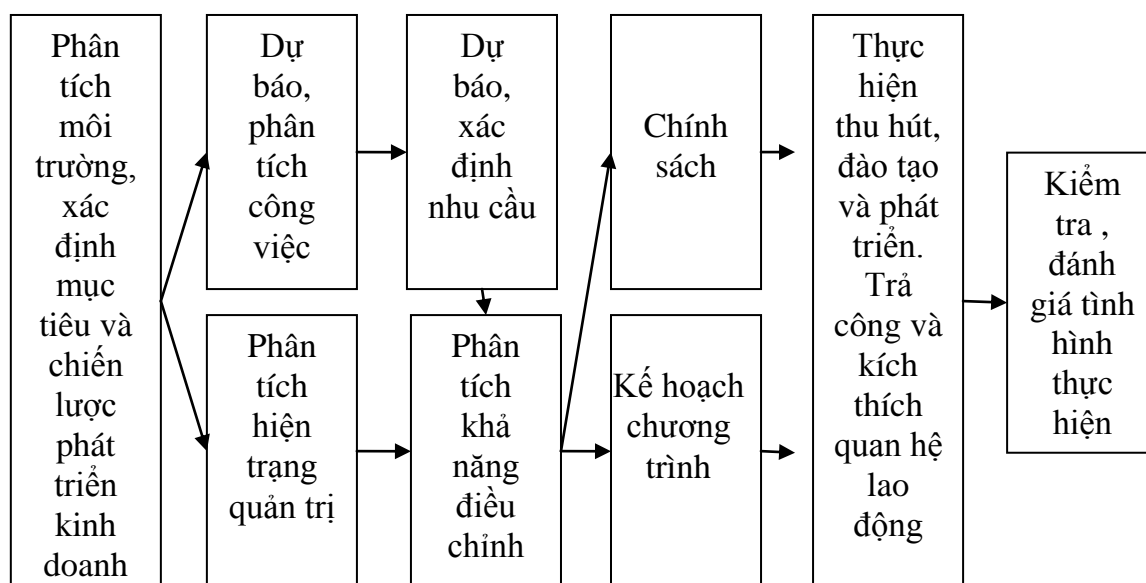 Phân
tích
môi
trường,
xác
định
mục
tiêu và
chiến
lược
phát
triển
kinh
doanh
Dự
báo,
phân
tích
công
việc
Dự
báo,
xác
định
nhu cầu
Phân
tích
hiện
trạng
quản trị
Phân
tích
khả
năng
điều
chỉnh
Chính
sách
Kế hoạch
chương
trình
Thực
hiện
thu hút,
đào tạo
và phát
triển.
Trả
công và
kích
thích
quan hệ
lao
động
Kiểm
tra ,
đánh
giá tình
hình
thực
hiện